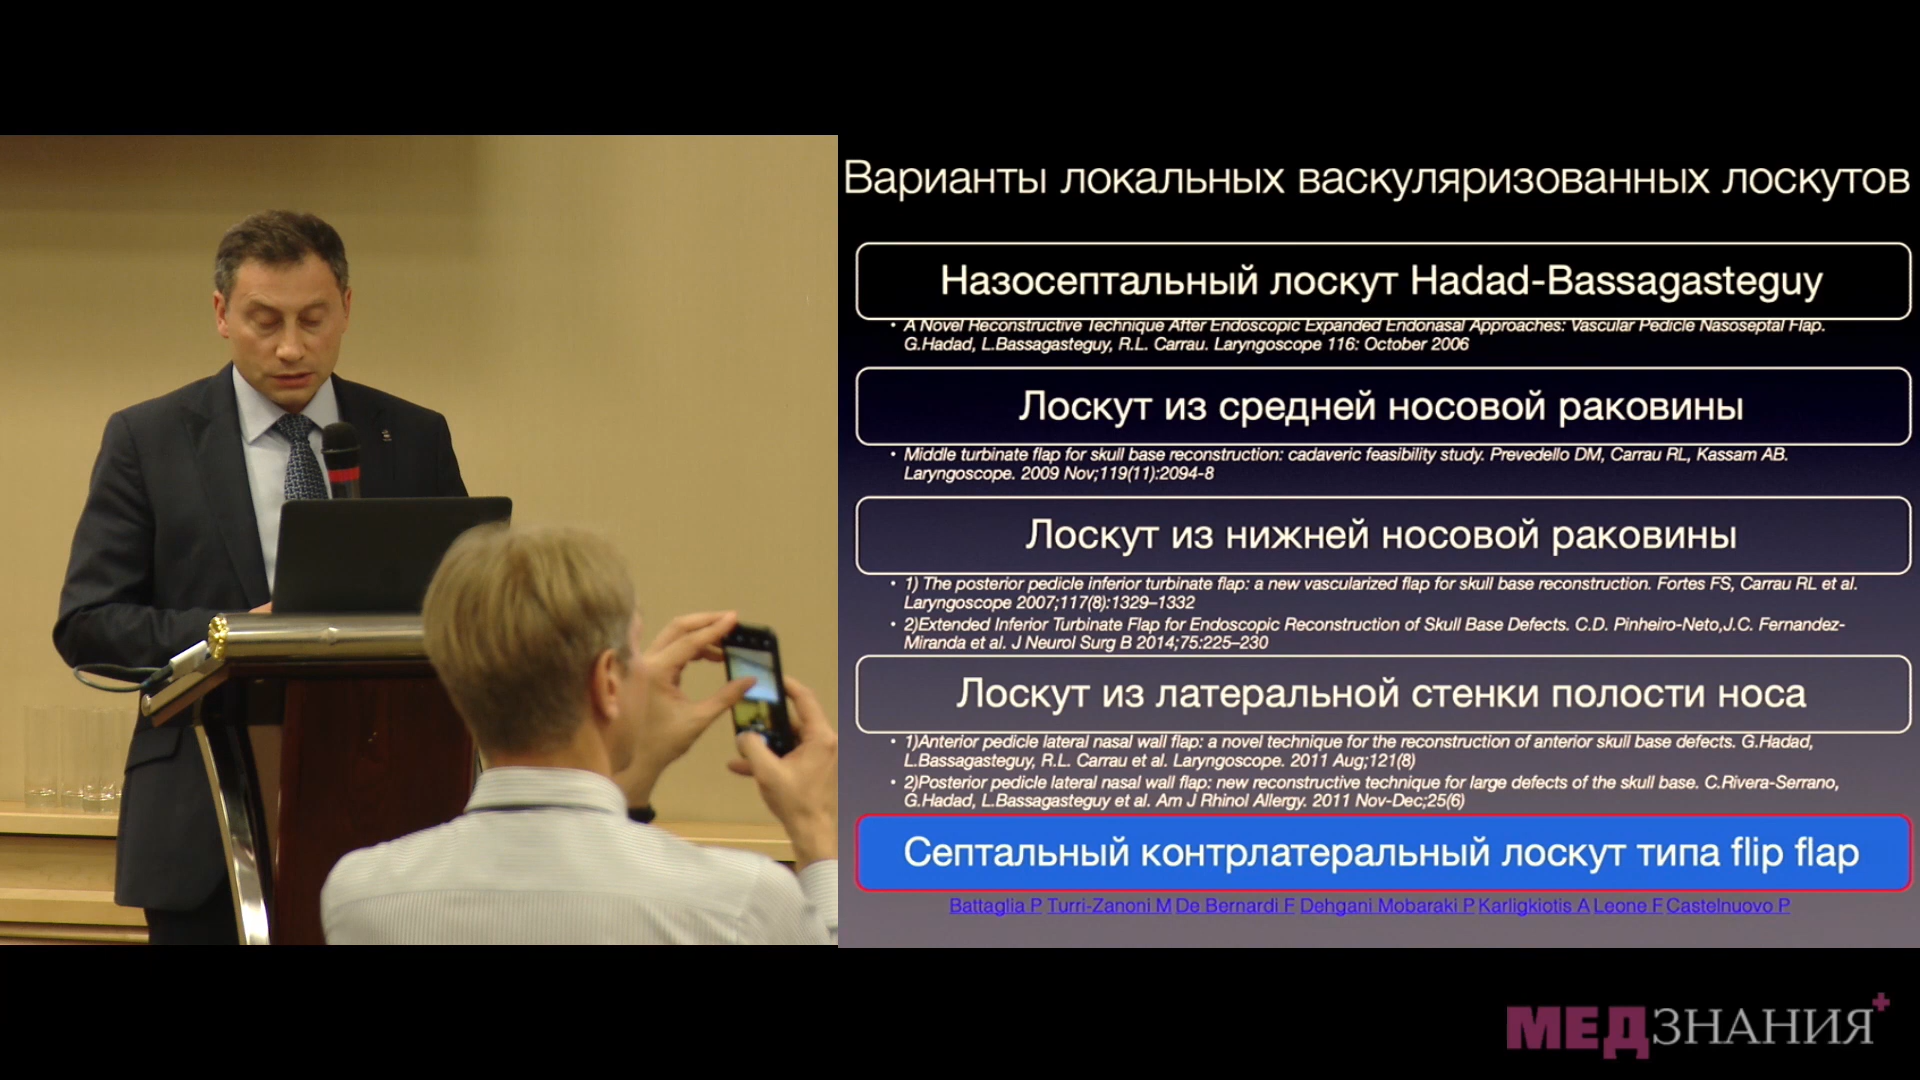 Варианты локальных васкуляризованных лоскутов
Назосептальный лоскут Hadad-Bassagasteguy
• A Novel Reconstructive Technique After Endoscopic Expanded Endonasal Approaches: Vascular Pedicle Nasoseptal Flap.
G.Hadad, L.Bassagasteguy, R.L. Carrau. Laryngoscope 116: October 2006
Лоскут из средней носовой раковины
• Middle turbinate flap for skull base reconstruction: cadaveric feasibility study. Prevedello DM, Carrau RL, Kassam AB.
Laryngoscope. 2009 Nov;119(11):2094-8
Лоскут из нижней носовой раковины
• 1) The posterior pedicle inferior turbinate flap: a new vascularized flap for skull base reconstruction. Fortes FS, Carrau RL et al.
Laryngoscope 2007;117(8):1329–1332
• 2)Extended Inferior Turbinate Flap for Endoscopic Reconstruction of Skull Base Defects. C.D. Pinheiro-Neto,J.C. Fernandez-
Miranda et al. J Neurol Surg B 2014;75:225–230
Лоскут из латеральной стенки полости носа
• 1)Anterior pedicle lateral nasal wall flap: a novel technique for the reconstruction of anterior skull base defects. G.Hadad,
L.Bassagasteguy, R.L. Carrau et al. Laryngoscope. 2011 Aug;121(8)
• 2)Posterior pedicle lateral nasal wall flap: new reconstructive technique for large defects of the skull base. C.Rivera-Serrano,
G.Hadad, L.Bassagasteguy et al. Am J Rhinol Allergy. 2011 Nov-Dec;25(6)
Септальный контрлатеральный лоскут типа flip flap
Battaglia P Turri-Zanoni M De Bernardi F Dehgani Mobaraki P Karligkiotis A Leone F Castelnuovo P
МЕДЗНАНИЯ+